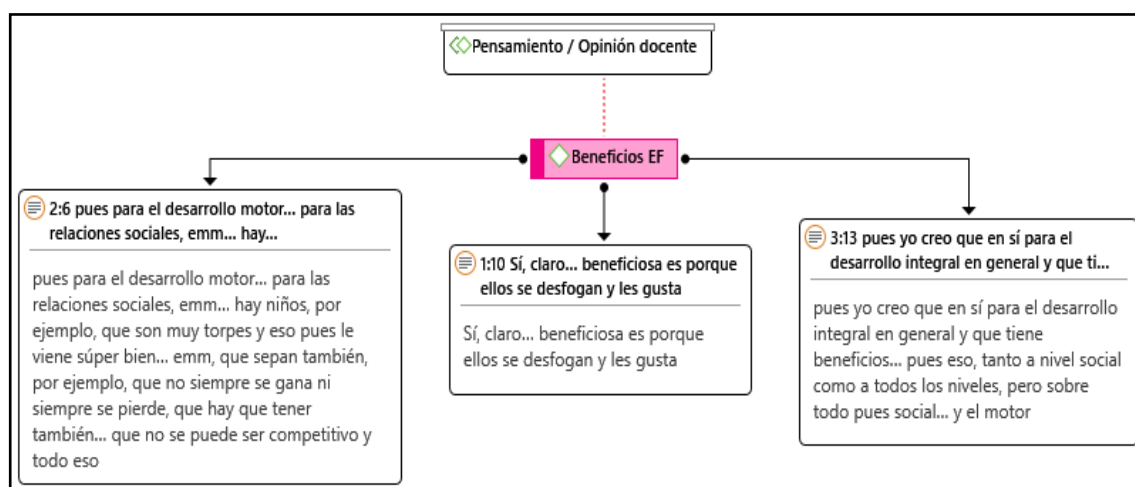 Pensamiento / Opinión docente
Beneficios EF
2:6 pues para el desarrollo motor... para las
relaciones sociales, emm... hay...
pues para el desarrollo motor... para las
relaciones sociales, emm... hay niños, por
ejemplo, que son muy torpes y eso pues le
viene súper bien... emm, que sepan también,
por ejemplo, que no siempre se gana ni
siempre se pierde, que hay que tener
también... que no se puede ser competitivo y
todo eso
1:10 Sí, claro... beneficiosa es porque
ellos se desfogan y les gusta
Sí, claro... beneficiosa es porque
ellos se desfogan y les gusta
3:13 pues yo creo que en sí para el
desarrollo integral en general y que ti...
pues yo creo que en sí para el desarrollo
integral en general y que tiene
beneficios... pues eso, tanto a nivel social
como a todos los niveles, pero sobre
todo pues social... y el motor